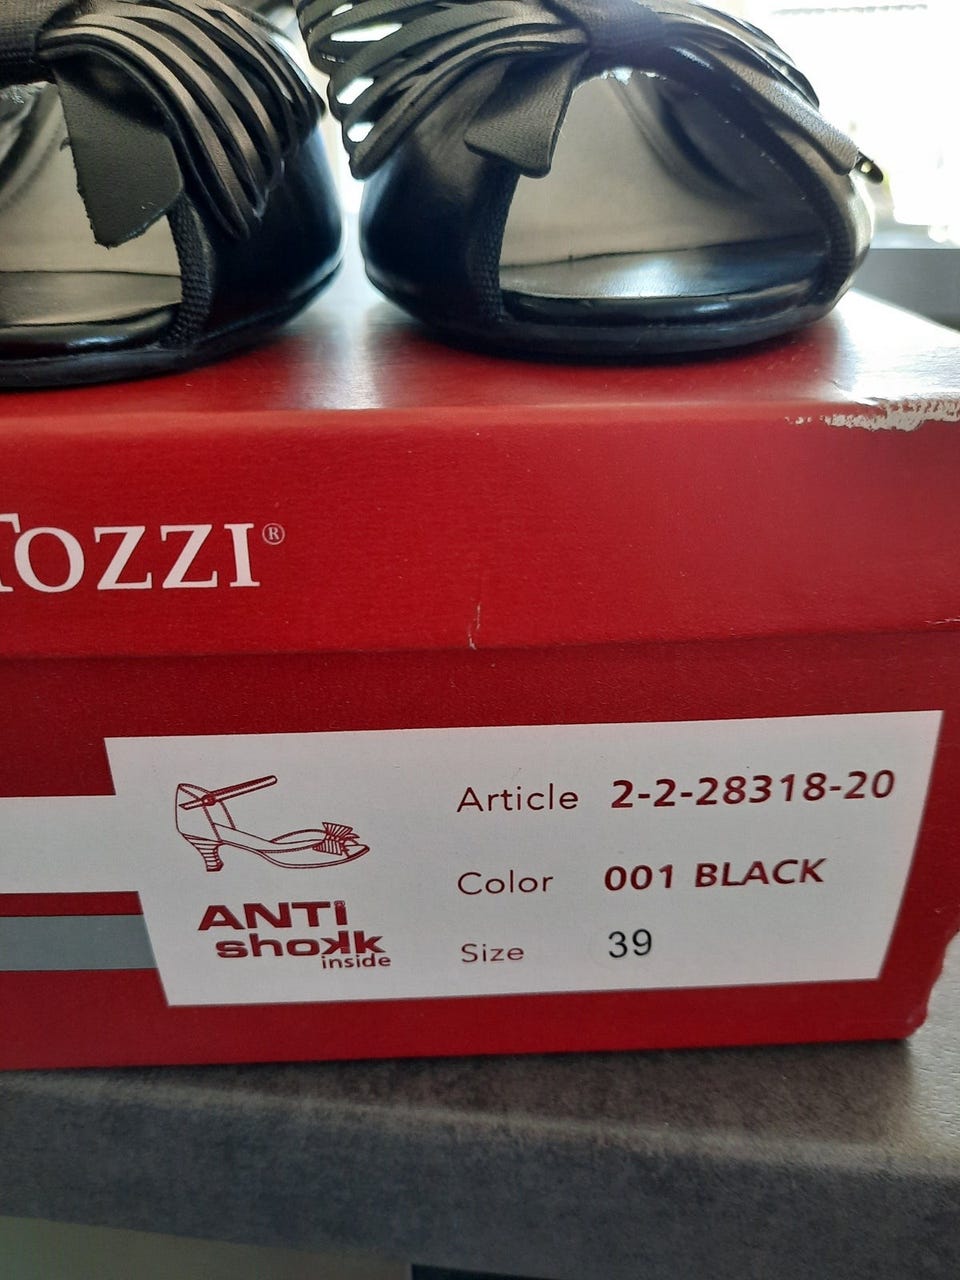 TOZZI®
Article 2-2-28318-20
Color 001 BLACK
Size 39
ANTi
shokk
inside